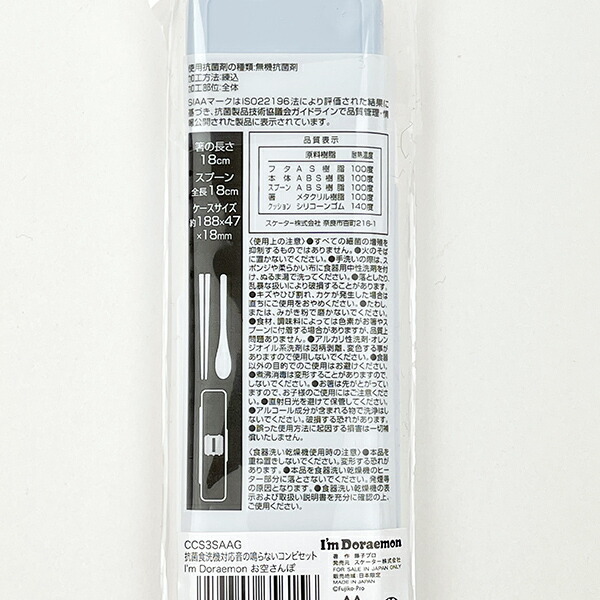 使用抗菌剤の種類:無機抗菌剤
加工方法:練込
加工部位:全体
SIAAマークはISO22196法により評価された結果に
基づき、抗菌製品技術協議会ガイドラインで品質管理・情
報公開された製品に表示されています。
箸の長さ
18cm
スプーン
全長18cm
ケースサイズ
約188×47
×18mm
品質表示
原料樹脂 耐熱温度
フタ AS樹脂 100度
本体 ABS樹脂 100度
スプーン ABS樹脂 100度
箸 メタクリル樹脂 100度
クッション シリコーンゴム 140度
スケーター株式会社 奈良市杏町216-1
〈使用上の注意〉●すべての細菌の増殖を
抑制するものではありません。●火のそば
に置かないでください。●手洗いの際は、ス
ポンジや柔らかい布に食器用中性洗剤を付
け、ぬるま湯で洗ってください。●落としたり、
乱暴な扱いにより破損することがあります。
●キズやひび割れ、カケが発生した場合は
直ちにご使用をおやめください。●たわし、
または、みがき粉で磨かないでください。
●食材、調味料によっては色素がお箸やス
プーンに付着する場合がありますが、品質上
問題ありません。●アルカリ性洗剤・オレ
ンジオイル系洗剤は図柄剥離、変色する事が
ありますので使用しないでください。●食器
以外の目的でのご使用はお避けください。
●煮沸消毒は変形することがありますので、
しないでください。●お箸は先がとがってい
ますので、お子様のご使用にはご注意ください。
●直射日光を避けて保管してください。
●アルコール成分が含まれる物で洗浄はし
ないでください。破損する恐れがあります。
●誤った使用方法に起因する損害は一切補
償いたしません。
〈食器洗い乾燥機使用時の注意〉●本品を
重ね置きしないでください。変形する恐れが
あります。●本品を食器洗い乾燥機のヒー
ター部分に落とさないでください。発煙等
の原因となります。●食器洗い乾燥機の表
示および取扱い説明書を充分に確認の上、
ご使用ください。
CCS3SAAG
抗菌食洗機対応音の鳴らないコンビセット
I'm Doraemon お空さんぽ
I'm Doraemon
著作 藤子プロ
発売元 スケーター株式会社
FOR SALE IN JAPAN ONLY
販売地域:日本限定
MADE IN JAPAN
©Fujiko-Pro